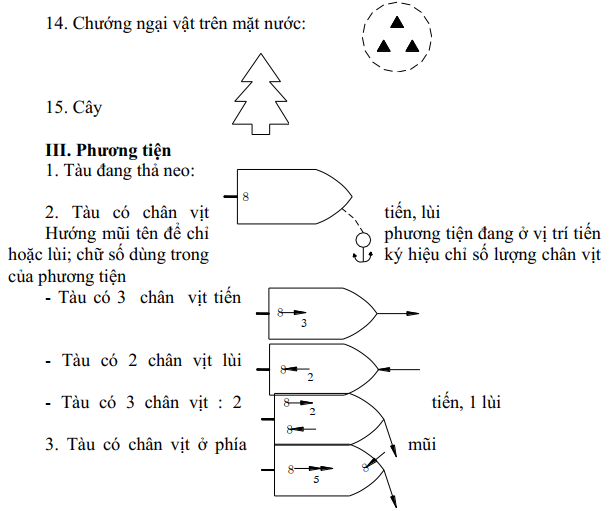 14. Chướng ngại vật trên mặt nước:
15. Cây
III. Phương tiện
1. Tàu đang thả neo:
8
2. Tàu có chân vịt tiến, lùi
Hướng mũi tên để chỉ phương tiện đang ở vị trí tiến
hoặc lùi; chữ số dùng trong ký hiệu chỉ số lượng chân vịt
của phương tiện
- Tàu có 3 chân vịt tiến
8
3
- Tàu có 2 chân vịt lùi
8
2
- Tàu có 3 chân vịt : 2 tiến, 1 lùi
8
2
8
3. Tàu có chân vịt ở phía mũi
8
5
8